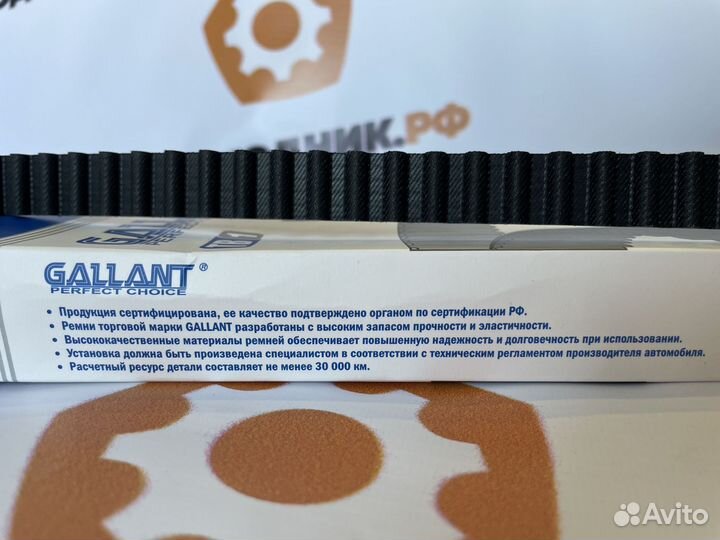 ДНИК.РФ
GALLANT ®
PERFECT CHOICE
• Продукция сертифицирована, ее качество подтверждено органом по сертификации РФ.
• Ремни торговой марки GALLANT разработаны с высоким запасом прочности и эластичности.
• Высококачественные материалы ремней обеспечивает повышенную надежность и долговечность при использовании.
• Установка должна быть произведена специалистом в соответствии с техническим регламентом производителя автомобиля.
• Расчетный ресурс детали составляет не менее 30 000 км.
Avito